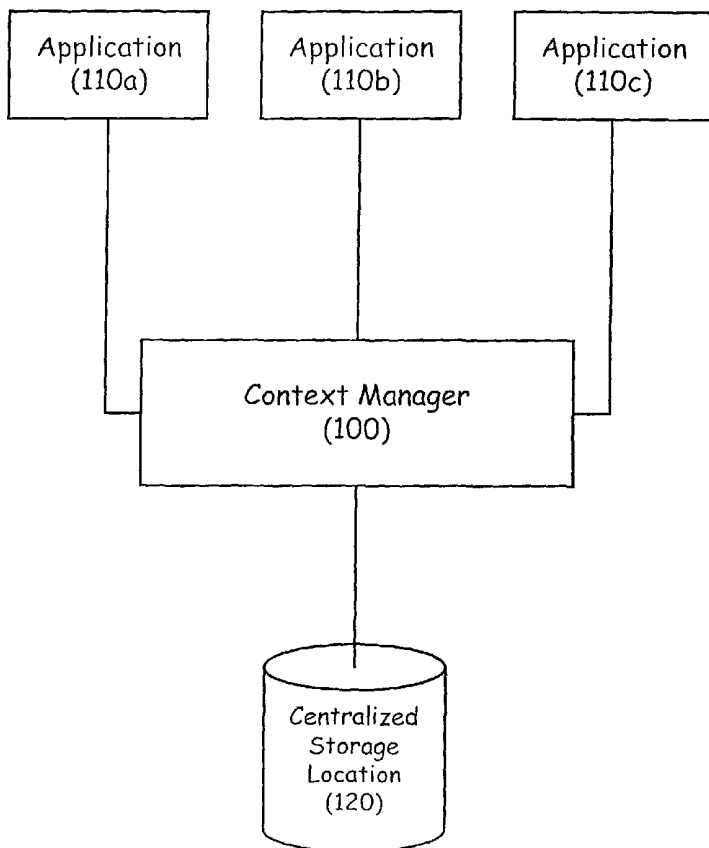 Application
(110a)
Application
(110b)
Application
(110c)
Context Manager
(100)
Centralized
Storage
Location
(120)